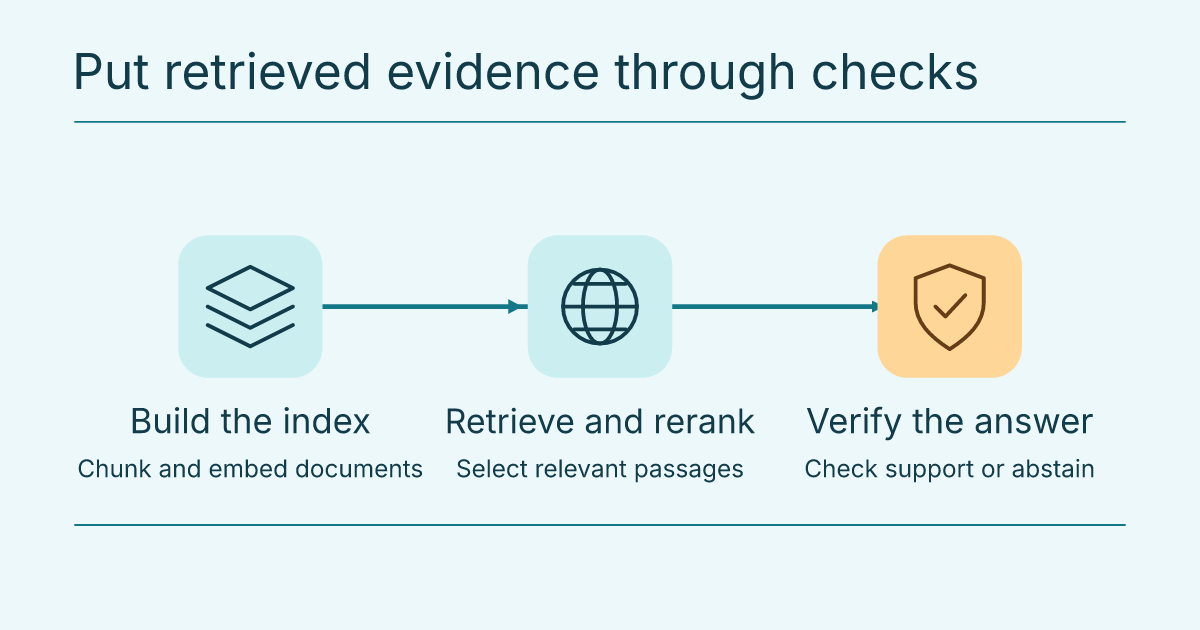 Put retrieved evidence through checks
Build the index
Chunk and embed documents
Retrieve and rerank
Select relevant passages
Verify the answer
Check support or abstain